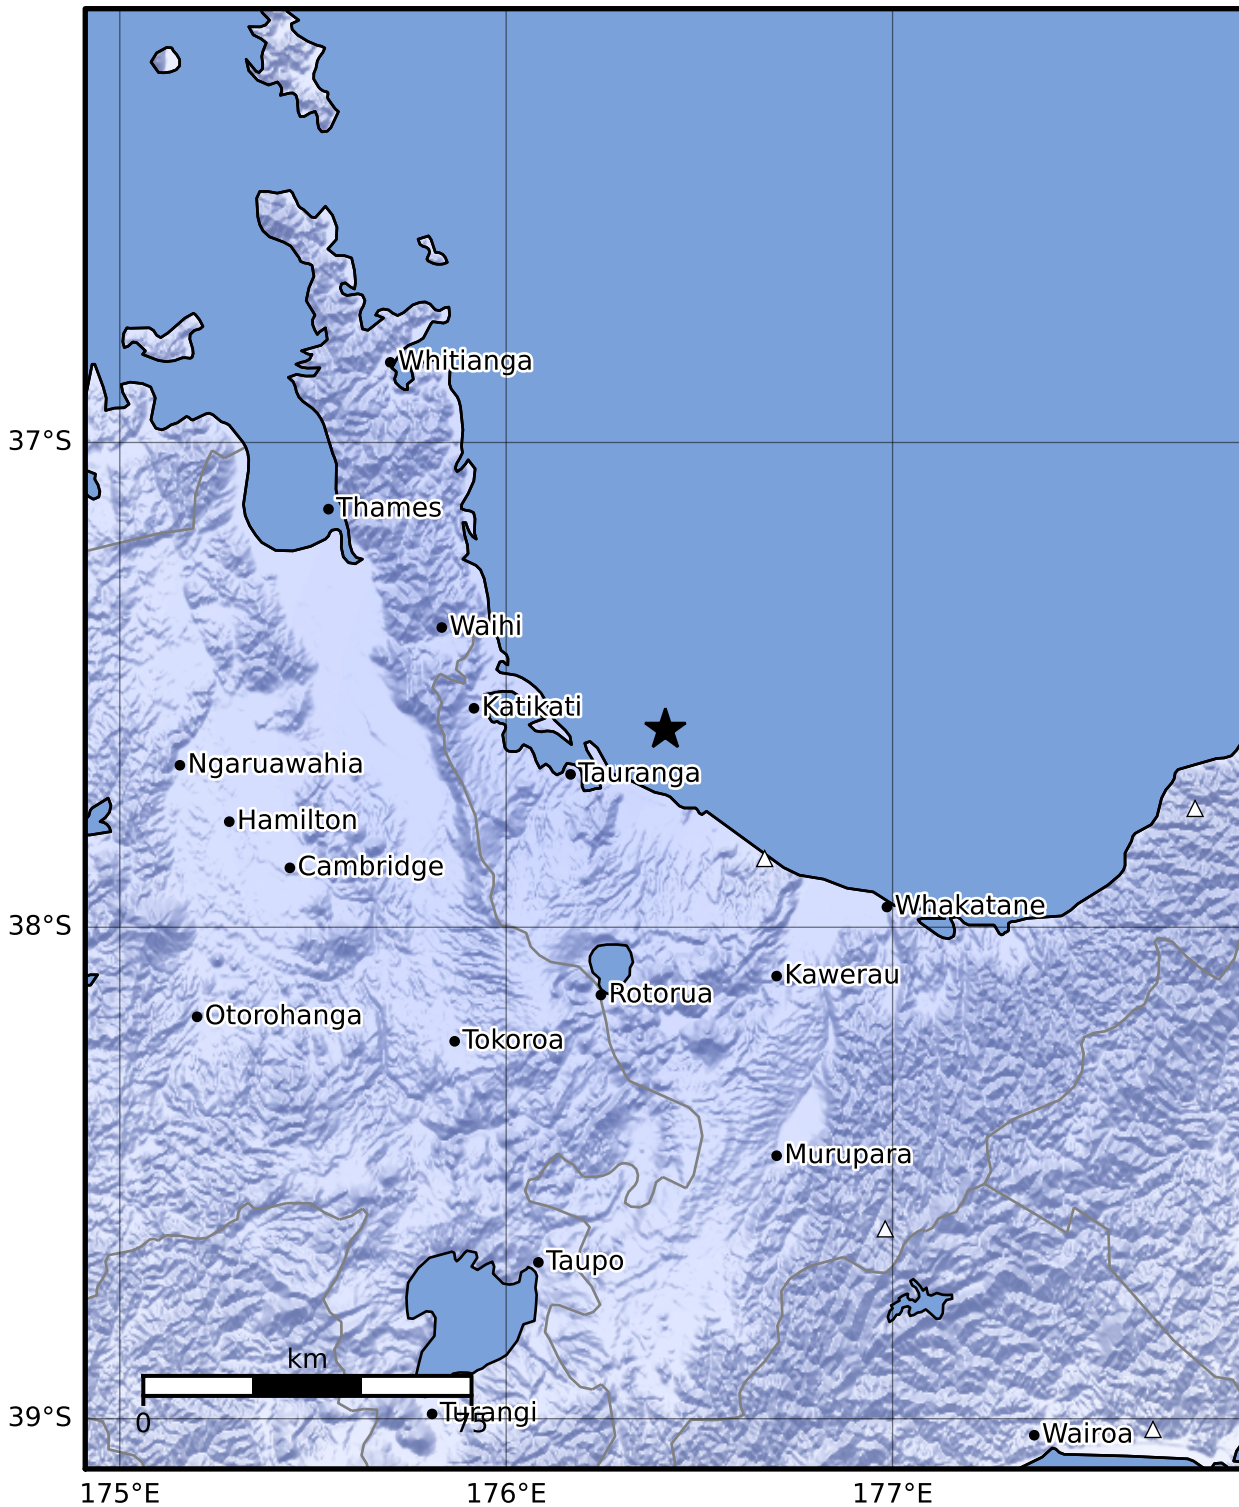 Whitianga
37°S
Thames
Waihi
Katikati
Ngaruawahia
Tauranga
Hamilton
Cambridge
Whakatane
38°S
Kawerau
Rotorua
Otorohanga
Tokoroa
Murupara
Taupo
km
Turangi
39°S
0
75
Wairoa
175°E
176°E
177°E